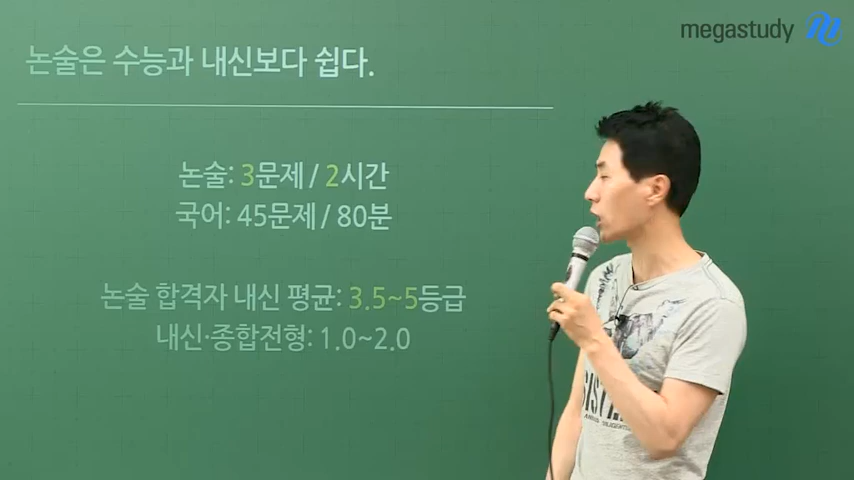 megastudy
논술은 수능과 내신보다 쉽다.
논술: 3문제 / 2시간
국어: 45문제 / 80분
논술 합격자 내신 평균: 3.5~5등급
내신·종합전형: 1.0~2.0